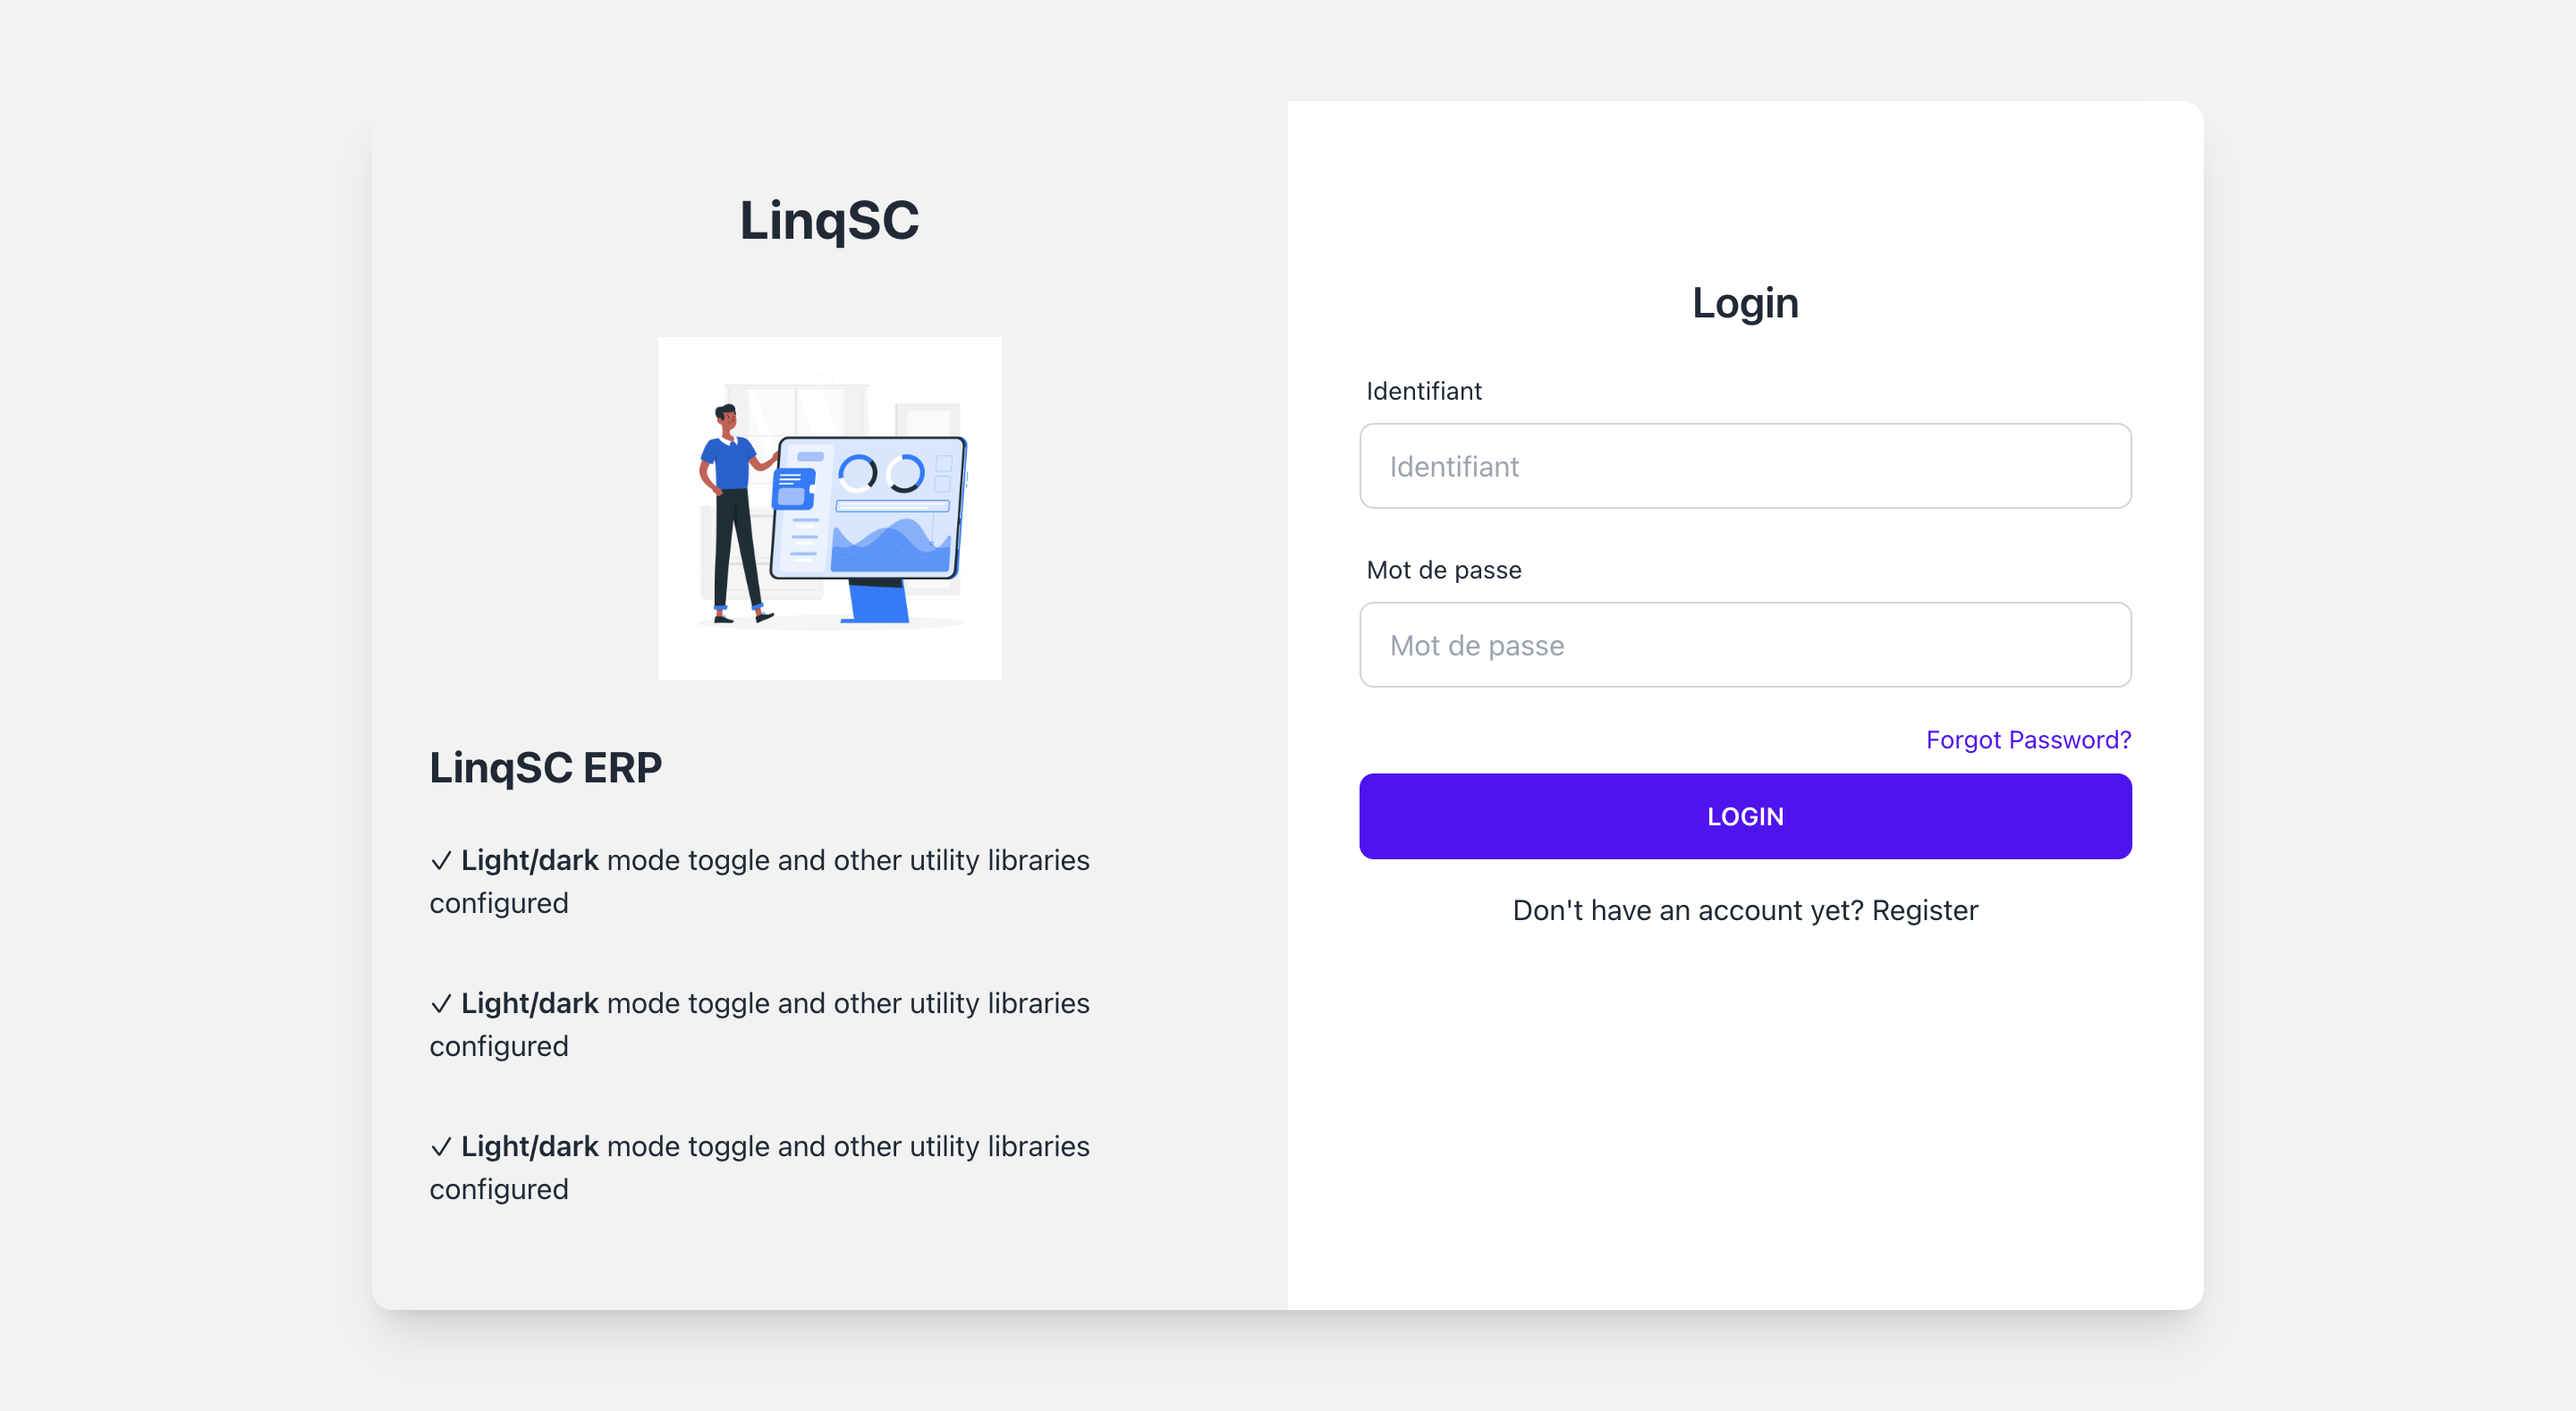 LinqSC
LinqSC ERP
✓ Light/dark mode toggle and other utility libraries
configured
✓ Light/dark mode toggle and other utility libraries
configured
✓ Light/dark mode toggle and other utility libraries
configured
Login
Identifiant
Identifiant
Mot de passe
Mot de passe
Forgot Password?
LOGIN
Don't have an account yet? Register